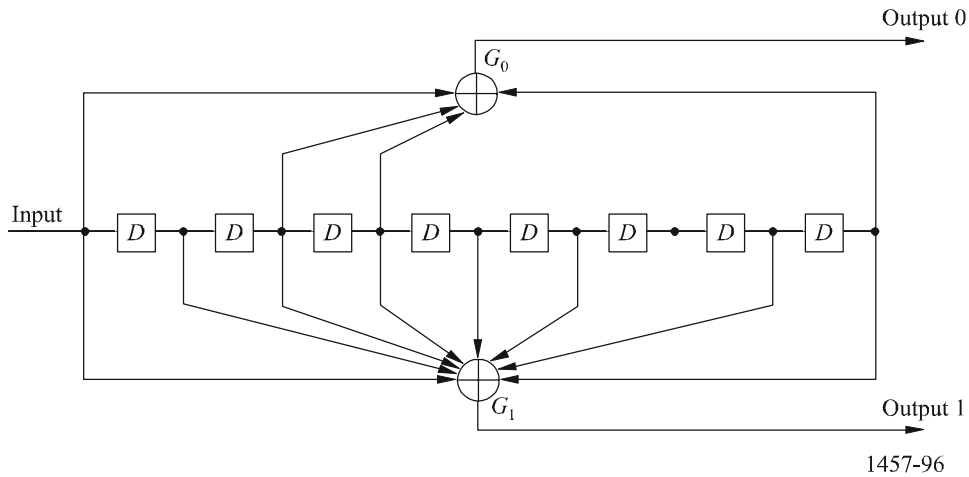 Output 0
G0
Input
D D D D D D D D
G1
Output 1
1457-96